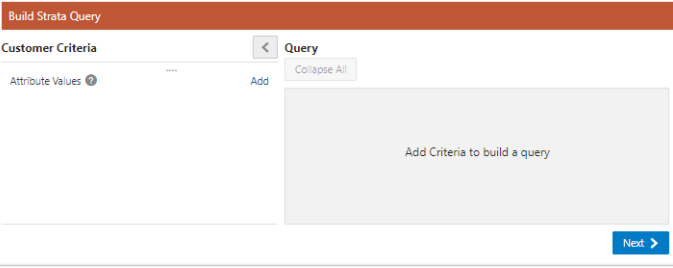 Build Strata Query
Customer Criteria
Attribute Values
Add
Query
Collapse All
Add Criteria to build a query
Next